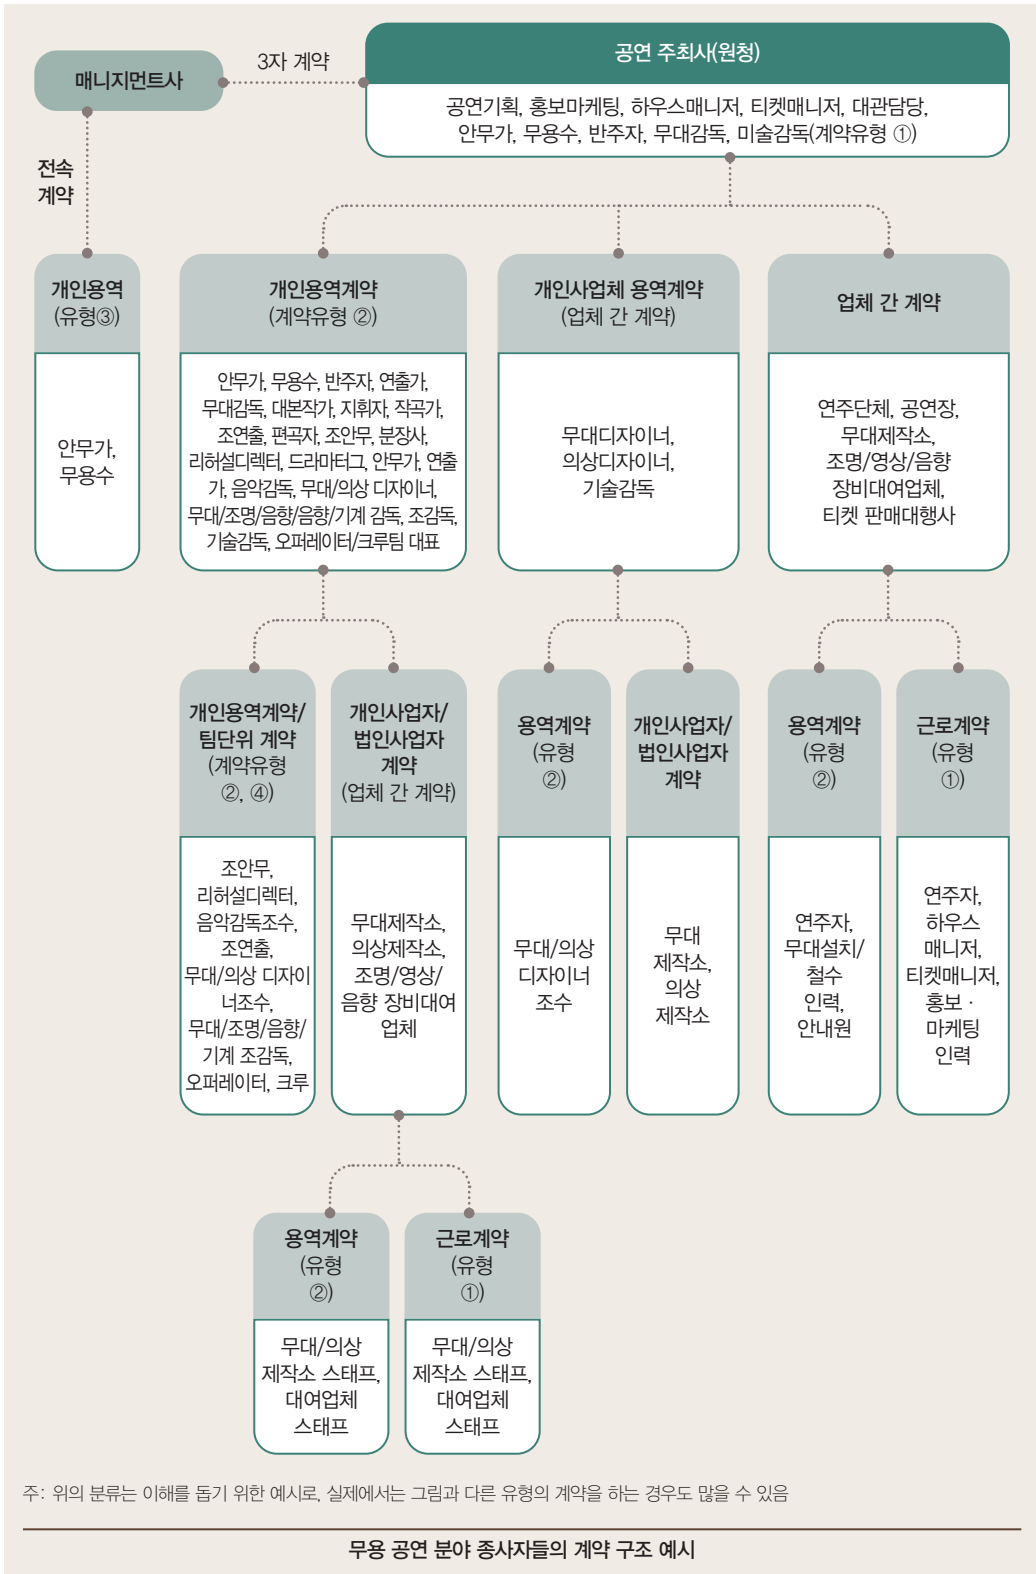 매니지먼트사
3자 계약
공연 주최사(원청)
공연기획, 홍보마케팅, 하우스매니저, 티켓매니저, 대관담당,
안무가, 무용수, 반주자, 무대감독, 미술감독(계약유형 ①)
전속
계약
개인용역
(유형③)
안무가,
무용수
개인용역계약
(계약유형 ②)
안무가, 무용수, 반주자, 연출가,
무대감독, 대본작가, 지휘자, 작곡가,
조연출, 편곡자, 조안무, 분장사,
리허설디렉터, 드라마터그, 안무가, 연출
가, 음악감독, 무대/의상 디자이너,
무대/조명/음향/음향/기계 감독, 조감독,
기술감독, 오퍼레이터/크루팀 대표
개인사업체 용역계약
(업체 간 계약)
무대디자이너,
의상디자이너,
기술감독
업체 간 계약
연주단체, 공연장,
무대제작소,
조명/영상/음향
장비대여업체,
티켓 판매대행사
개인용역계약/
팀단위 계약
(계약유형
②, ④)
조안무,
리허설디렉터,
음악감독조수,
조연출,
무대/의상 디자이
너조수,
무대/조명/음향/
기계 조감독,
오퍼레이터, 크루
개인사업자/
법인사업자
계약
(업체 간 계약)
무대제작소,
의상제작소,
조명/영상/
음향 장비대여
업체
용역계약
(유형
②)
무대/의상
디자이너
조수
개인사업자/
법인사업자
계약
무대
제작소,
의상
제작소
용역계약
(유형
②)
연주자,
무대설치/
철수
인력,
안내원
근로계약
(유형
①)
연주자,
하우스
매니저,
티켓매니저,
홍보 ·
마케팅
인력
용역계약
(유형
②)
무대/의상
제작소 스태프,
대여업체
스태프
근로계약
(유형
①)
무대/의상
제작소 스태프,
대여업체
스태프
주: 위의 분류는 이해를 돕기 위한 예시로, 실제에서는 그림과 다른 유형의 계약을 하는 경우도 많을 수 있음
무용 공연 분야 종사자들의 계약 구조 예시